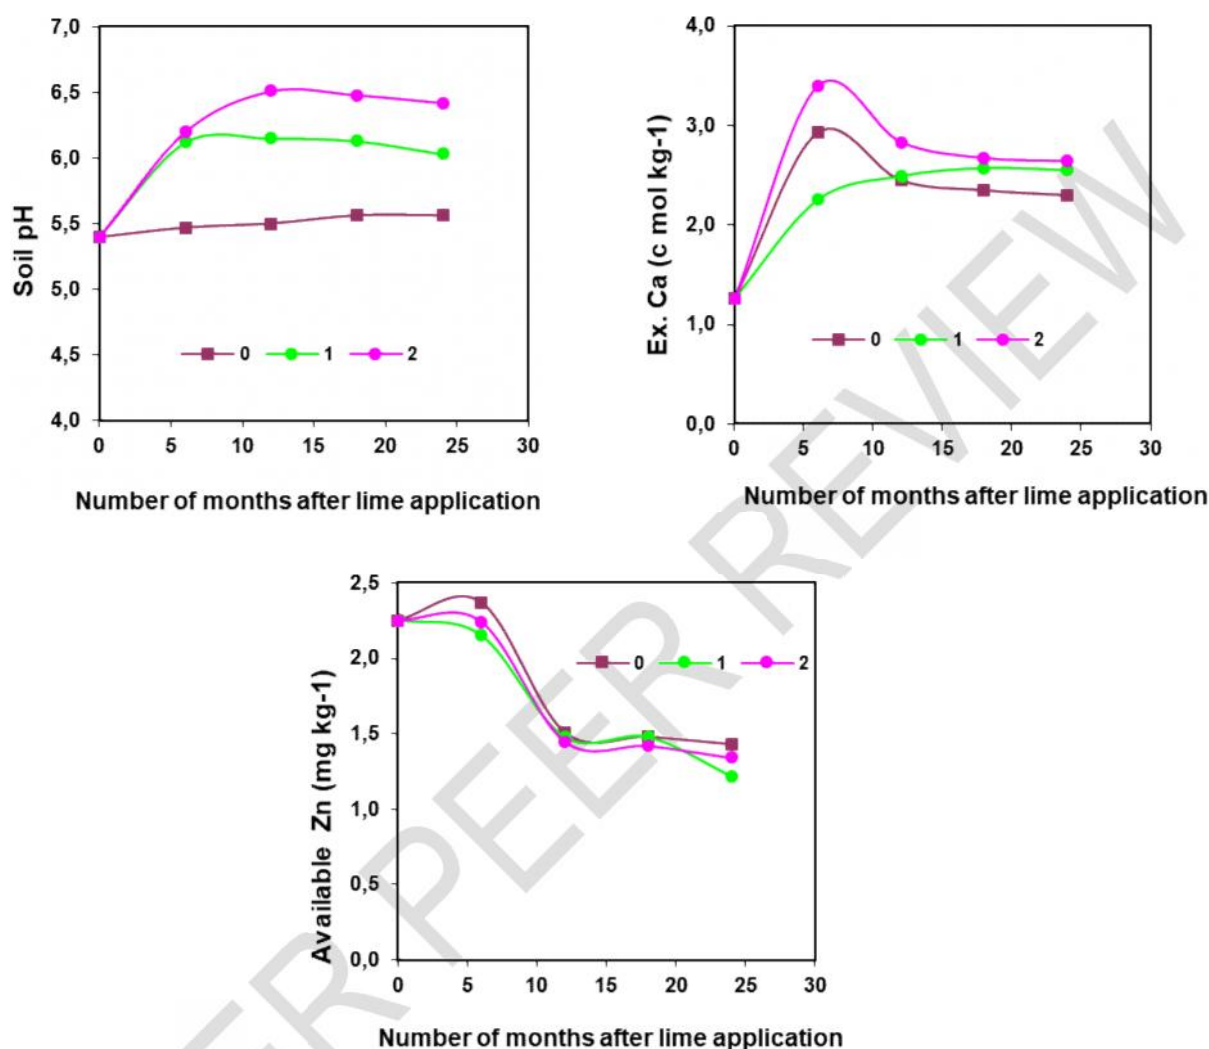 7,0
6,5
6,0
5,5
5,0
4,5
4,0
Soil pH
0 1 2
0 5 10 15 20 25 30
Number of months after lime application
4,0
3,0
2,0
1,0
0,0
Ex. Ca (c mol kg-1)
0 1 2
0 5 10 15 20 25 30
Number of months after lime application
2,5
2,0
1,5
1,0
0,5
0,0
Available Zn (mg kg-1)
0 1 2
0 5 10 15 20 25 30
Number of months after lime application
ER PEER REVIEW